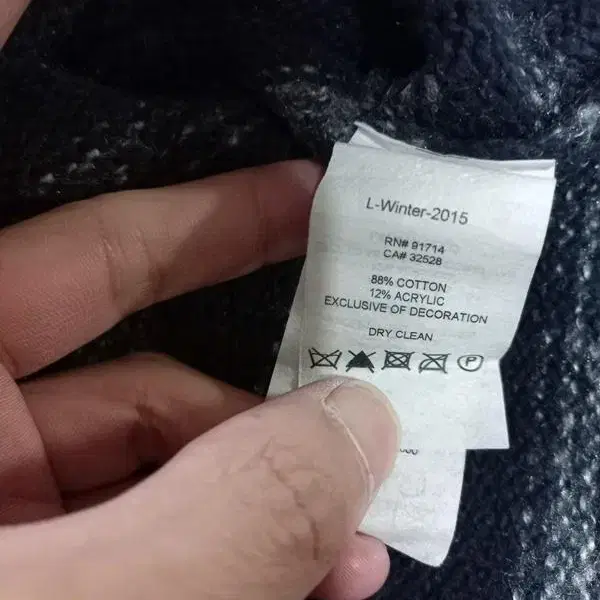 L-Winter-2015
RN# 91714
CA# 32528
88% COTTON
12% ACRYLIC
EXCLUSIVE OF DECORATION
DRY CLEAN
P